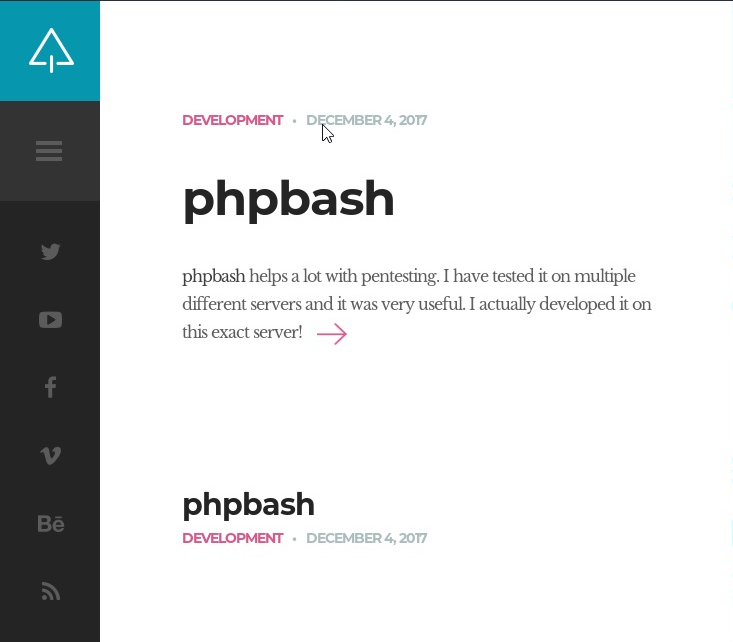 DEVELOPMENT • DECEMBER 4, 2017
phpbash
phpbash helps a lot with pentesting. I have tested it on multiple
different servers and it was very useful. I actually developed it on
this exact server!
phpbash
DEVELOPMENT • DECEMBER 4, 2017
Bē